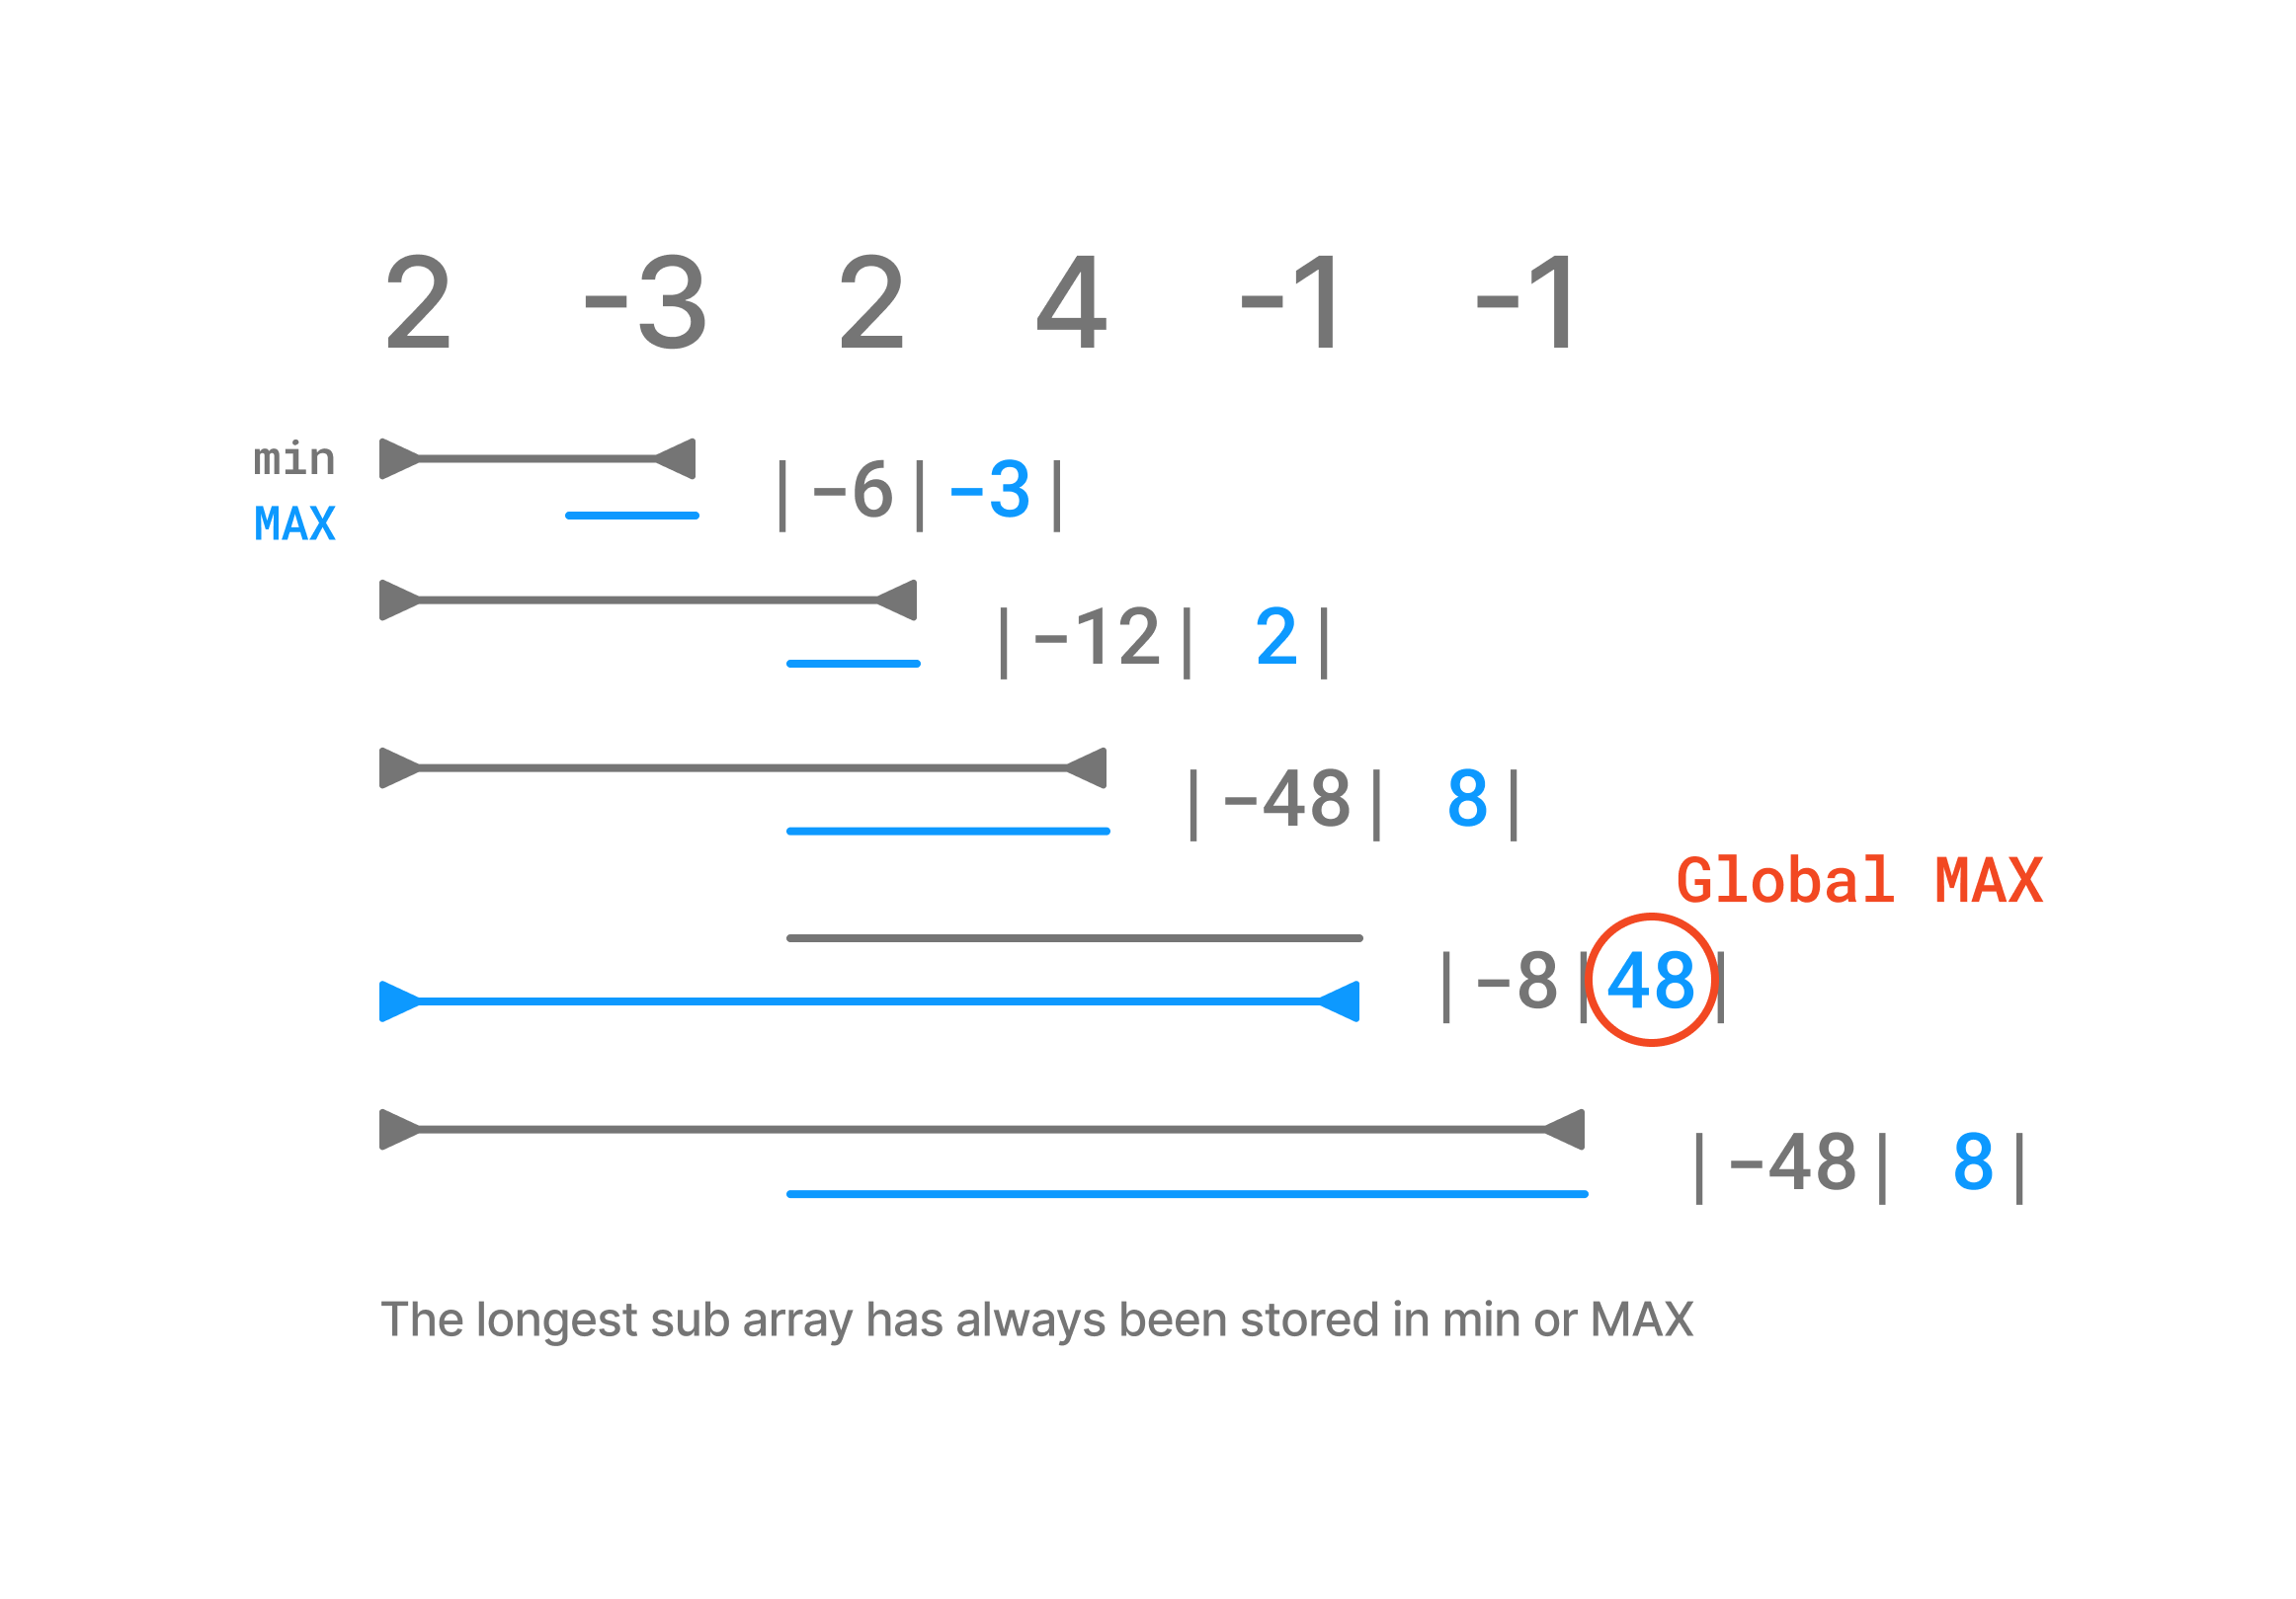 2 -3 2 4 -1 -1
min
MAX
|-6|-3|
|-12| 2|
|-48| 8|
Global MAX
|-8|48|
|-48| 8|
The longest sub array has always been stored in min or MAX